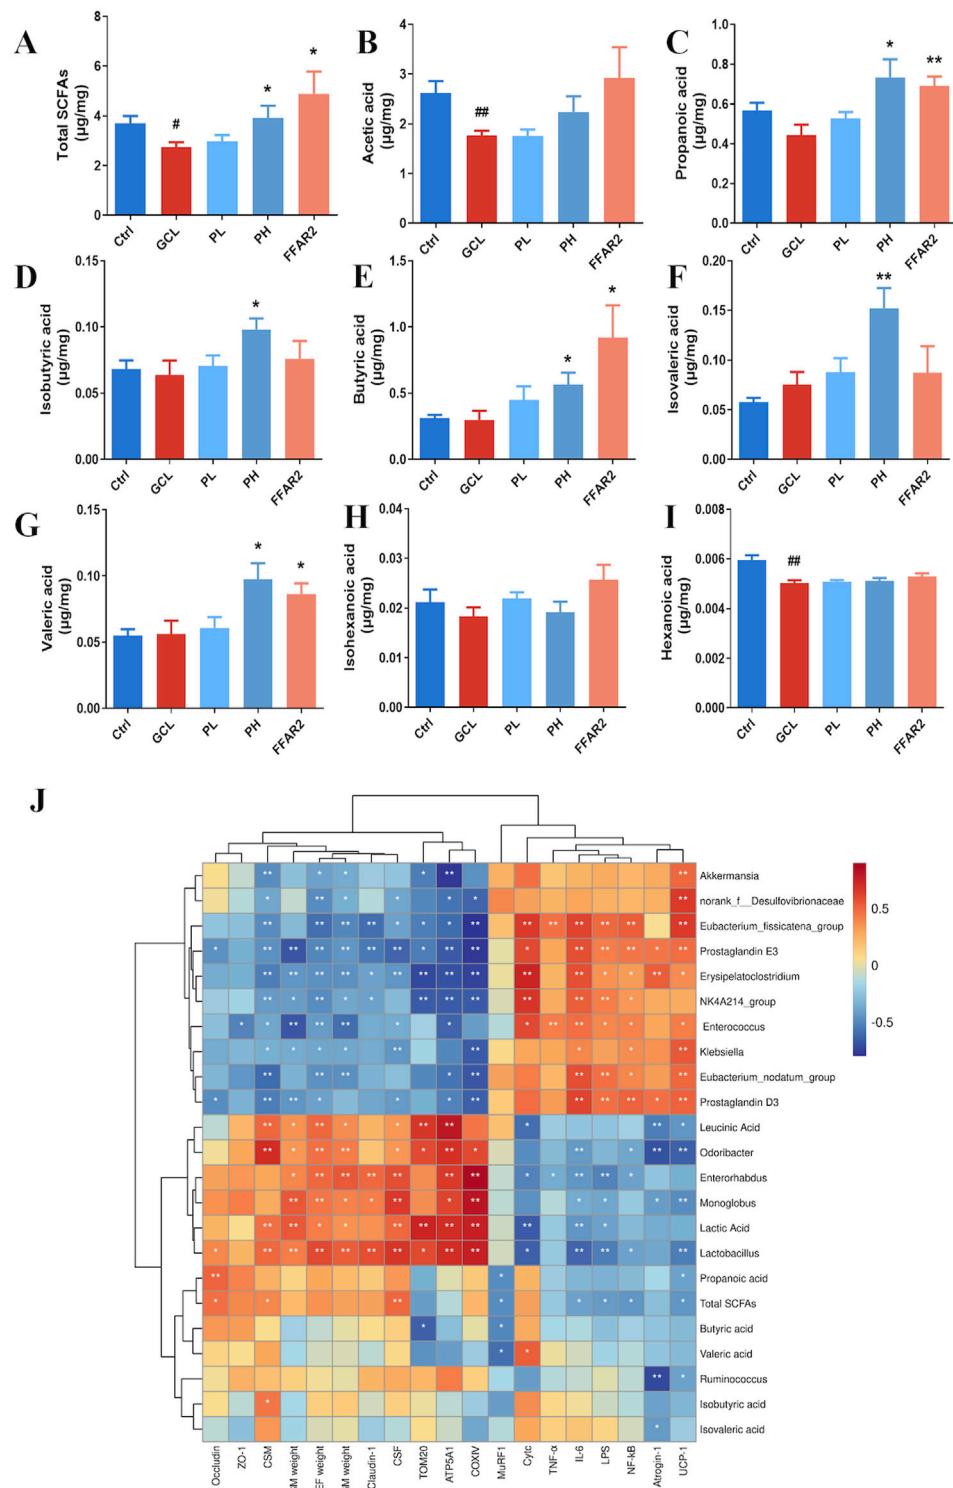 A
Total SCFAs
(µg/mg)
8
6
4
2
0
#
*
*
Ctrl
GCL
PL
PH
FFAR2
B
Acetic acid
(µg/mg)
4
3
2
1
0
##
Ctrl
GCL
PL
PH
FFAR2
C
Propanoic acid
(µg/mg)
1.0
0.8
0.6
0.4
0.2
0.0
*
**
Ctrl
GCL
PL
PH
FFAR2
D
Isobutyric acid
(µg/mg)
0.15
0.10
0.05
0.00
*
Ctrl
GCL
PL
PH
FFAR2
E
Butyric acid
(µg/mg)
1.5
1.0
0.5
0.0
*
*
Ctrl
GCL
PL
PH
FFAR2
F
Isovaleric acid
(µg/mg)
0.20
0.15
0.10
0.05
0.00
**
Ctrl
GCL
PL
PH
FFAR2
G
Valeric acid
(µg/mg)
0.15
0.10
0.05
0.00
*
*
Ctrl
GCL
PL
PH
FFAR2
H
Isohexanoic acid
(µg/mg)
0.04
0.03
0.02
0.01
0.00
Ctrl
GCL
PL
PH
FFAR2
I
Hexanoic acid
(µg/mg)
0.008
0.006
0.004
0.002
0.000
##
Ctrl
GCL
PL
PH
FFAR2
J
Akkermansia
norank_f__Desulfovibrionaceae
Eubacterium_fissicatena_group
Prostaglandin E3
Erysipelatoclostridium
NK4A214_group
Enterococcus
Klebsiella
Eubacterium_nodatum_group
Prostaglandin D3
Leucinic Acid
Odoribacter
Enterorhabdus
Monoglobus
Lactic Acid
Lactobacillus
Propanoic acid
Total SCFAs
Butyric acid
Valeric acid
Ruminococcus
Isobutyric acid
Isovaleric acid
0.5
0
-0.5
Occludin
ZO-1
CSM
M weight
EF weight
M weight
Claudin-1
CSF
TOM20
ATP5A1
COXIV
MuRF1
Cytc
TNF-α
IL-6
LPS
NF-kB
Atrogin-1
UCP-1